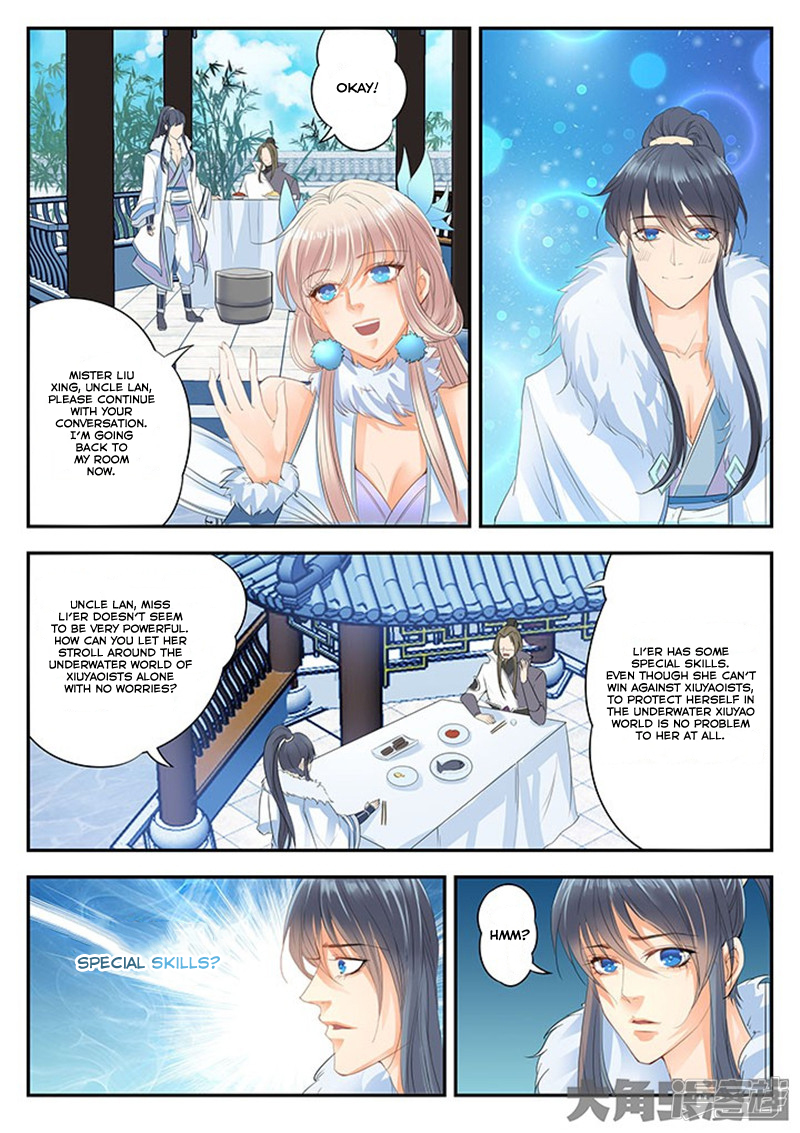 OKAY!
MISTER LIU
XING, UNCLE LAN,
PLEASE CONTINUE
WITH YOUR
CONVERSATION.
I'M GOING
BACK TO
MY ROOM
NOW.
UNCLE LAN, MISS
LI'ER DOESN'T SEEM
TO BE VERY POWERFUL.
HOW CAN YOU LET HER
STROLL AROUND THE
UNDERWATER WORLD OF
XIUYAOISTS ALONE
WITH NO WORRIES?
LI'ER HAS SOME
SPECIAL SKILLS.
EVEN THOUGH SHE CAN'T
WIN AGAINST XIUYAOISTS,
TO PROTECT HERSELF IN
THE UNDERWATER XIUYAO
WORLD IS NO PROBLEM
TO HER AT ALL.
SPECIAL SKILLS?
HMM?
大角